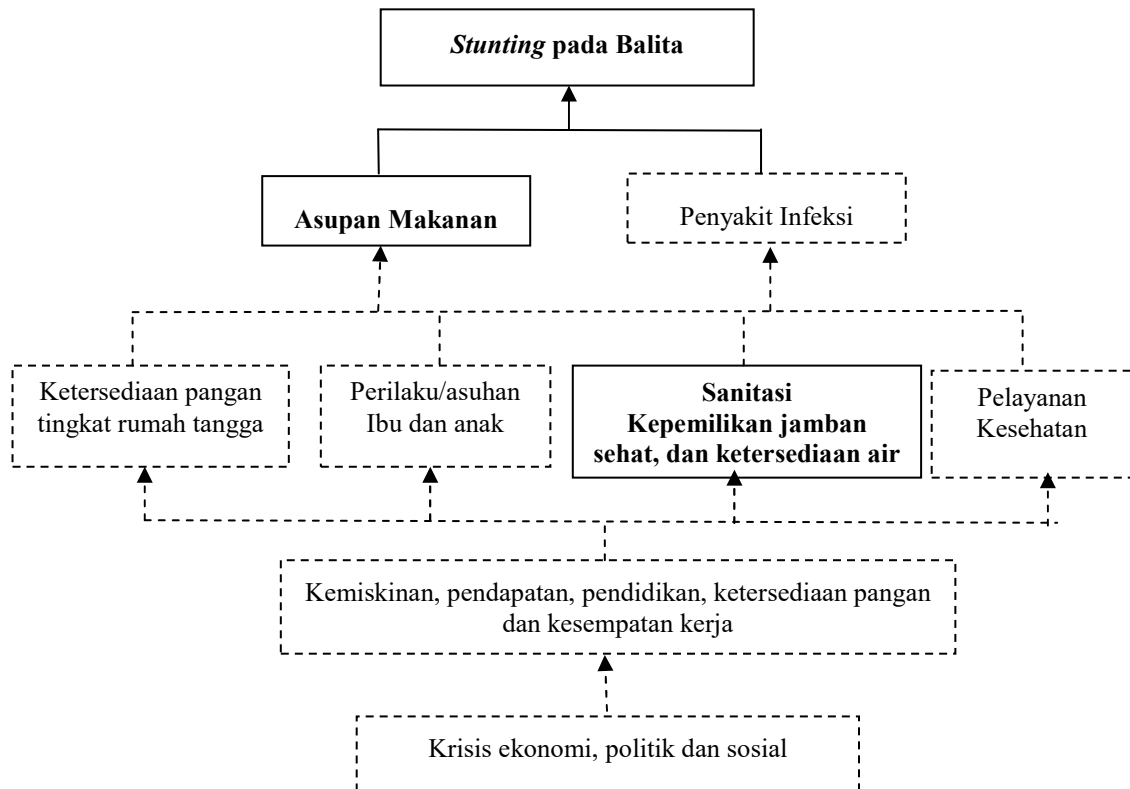 Stunting pada Balita
Asupan Makanan
Penyakit Infeksi
Ketersediaan pangan
tingkat rumah tangga
Perilaku/asuhan
Ibu dan anak
Sanitasi
Kepemilikan jamban
sehat, dan ketersediaan air
Pelayanan
Kesehatan
Kemiskinan, pendapatan, pendidikan, ketersediaan pangan
dan kesempatan kerja
Krisis ekonomi, politik dan sosial